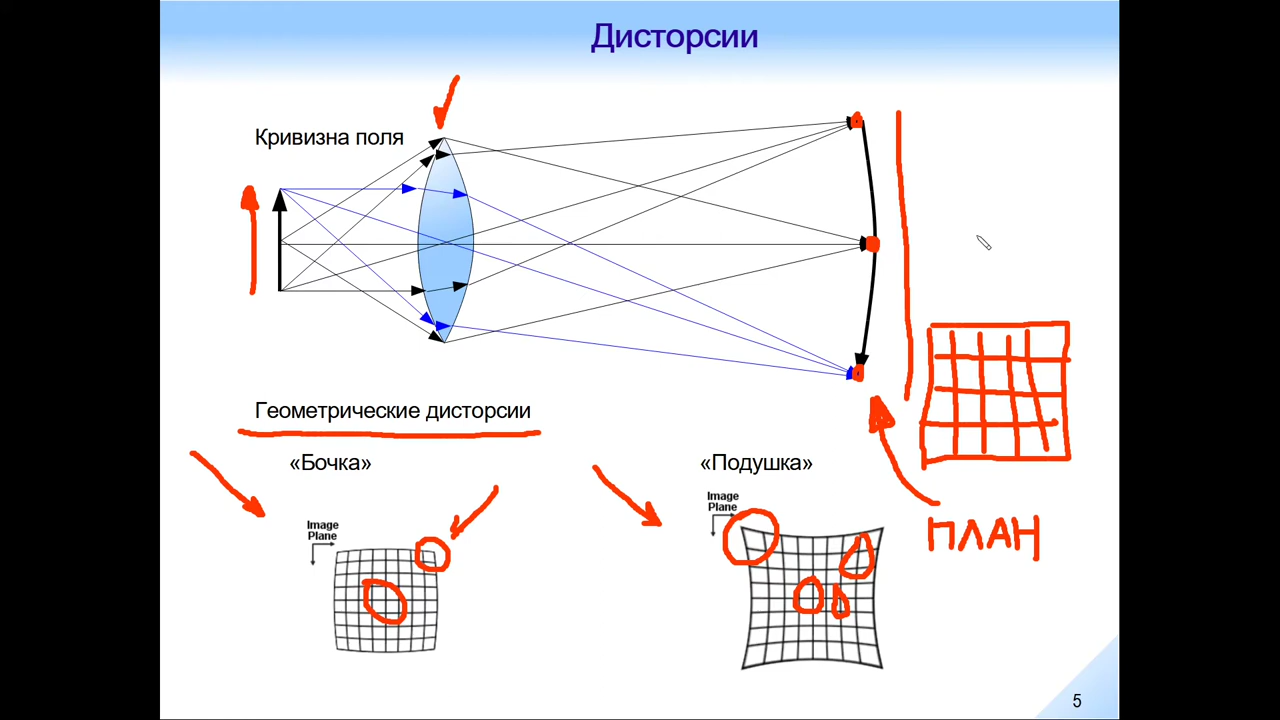 Дисторсии
Кривизна поля
Геометрические дисторсии
«Бочка»
«Подушка»
Image
Plane
Image
Plane
ПЛАН
5